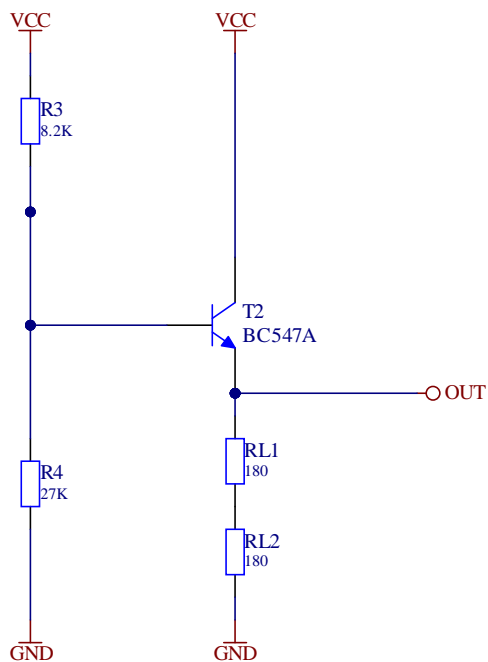 VCC
VCC
R3
8.2K
T2
BC547A
OUT
RL1
180
R4
27K
RL2
180
GND
GND